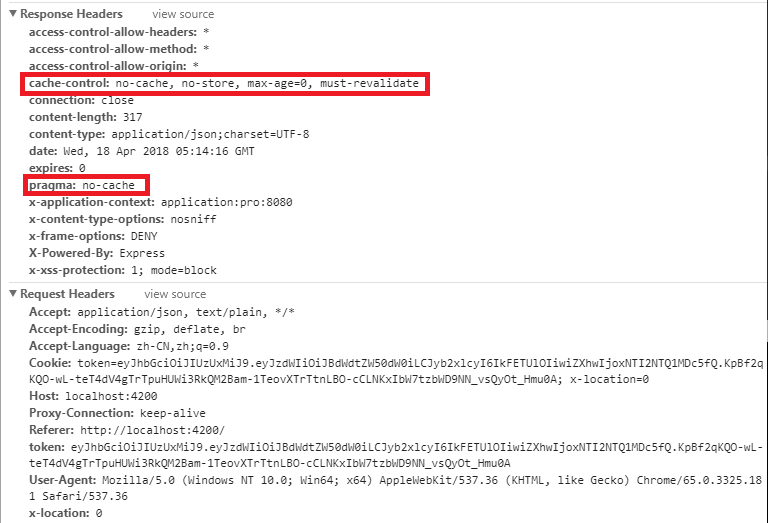 Response Headers view source
access-control-allow-headers: *
access-control-allow-method: *
access-control-allow-origin: *
cache-control: no-cache, no-store, max-age=0, must-revalidate
connection: close
content-length: 317
content-type: application/json;charset=UTF-8
date: Wed, 18 Apr 2018 05:14:16 GMT
expires: 0
pragma: no-cache
x-application-context: application:pro:8080
x-content-type-options: nosniff
x-frame-options: DENY
X-Powered-By: Express
x-xss-protection: 1; mode=block
Request Headers view source
Accept: application/json, text/plain, */*
Accept-Encoding: gzip, deflate, br
Accept-Language: zh-CN,zh;q=0.9
Cookie: token=eyJhbGciOiJIUzUxMiJ9.eyJzdWIiOiJBdWdtZW50dW0iLCJyb2xlcyI6IkFETUlOIiwiZXhwIjoxNTI2NTQ1MDc5fQ.KpBf2q
KQO-wL-teT4dV4gTrTpuHUWi3RkQM2Bam-1TeovXTrTtnLBO-cCLNKxIbW7tzbWD9NN_vsQyOt_Hmu0A; x-location=0
Host: localhost:4200
Proxy-Connection: keep-alive
Referer: http://localhost:4200/
token: eyJhbGciOiJIUzUxMiJ9.eyJzdWIiOiJBdWdtZW50dW0iLCJyb2xlcyI6IkFETUlOIiwiZXhwIjoxNTI2NTQ1MDc5fQ.KpBf2qKQO-wL-
teT4dV4gTrTpuHUWi3RkQM2Bam-1TeovXTrTtnLBO-cCLNKxIbW7tzbWD9NN_vsQyOt_Hmu0A
User-Agent: Mozilla/5.0 (Windows NT 10.0; Win64; x64) AppleWebKit/537.36 (KHTML, like Gecko) Chrome/65.0.3325.18
1 Safari/537.36
x-location: 0